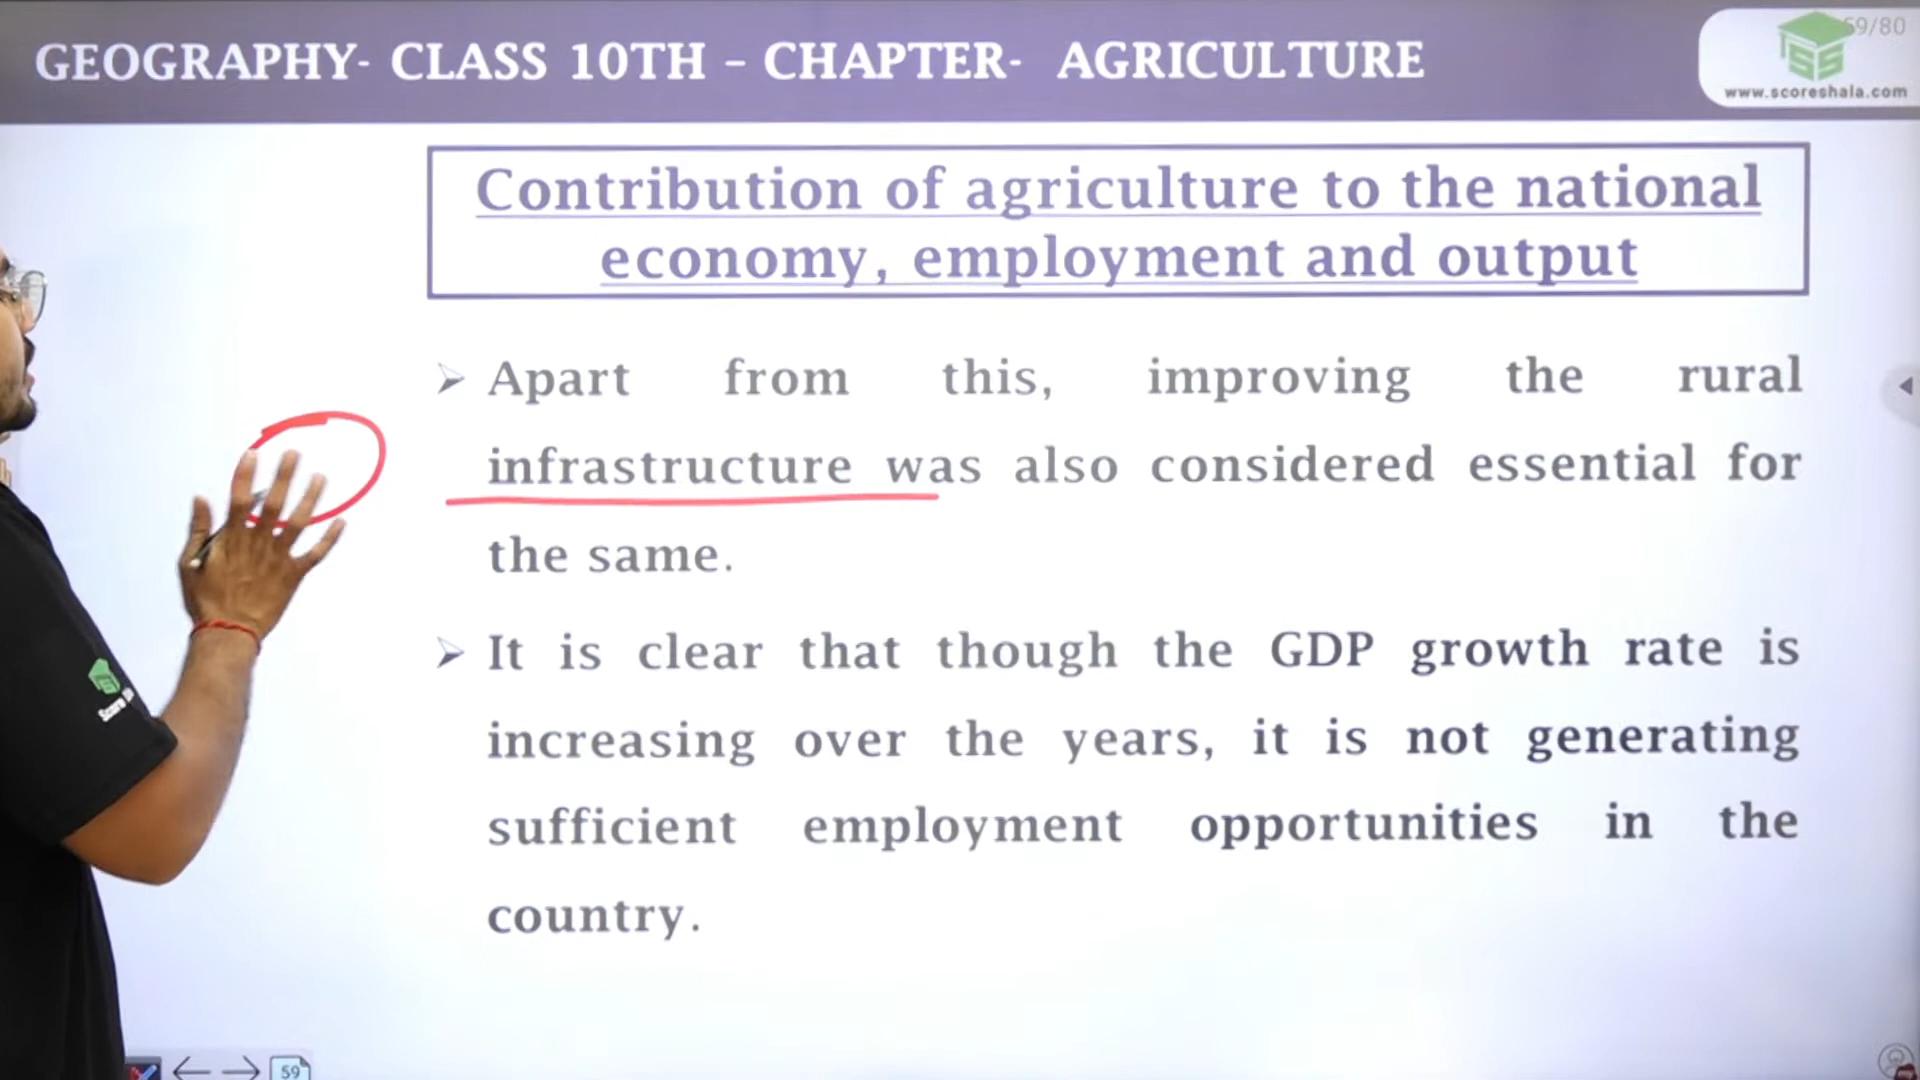 GEOGRAPHY- CLASS 10TH – CHAPTER- AGRICULTURE
59/80
www.scoreshala.com
Contribution of agriculture to the national
economy, employment and output
Apart from this, improving the rural
infrastructure was also considered essential for
the same.
It is clear that though the GDP growth rate is
increasing over the years, it is not generating
sufficient employment opportunities in the
country.
59